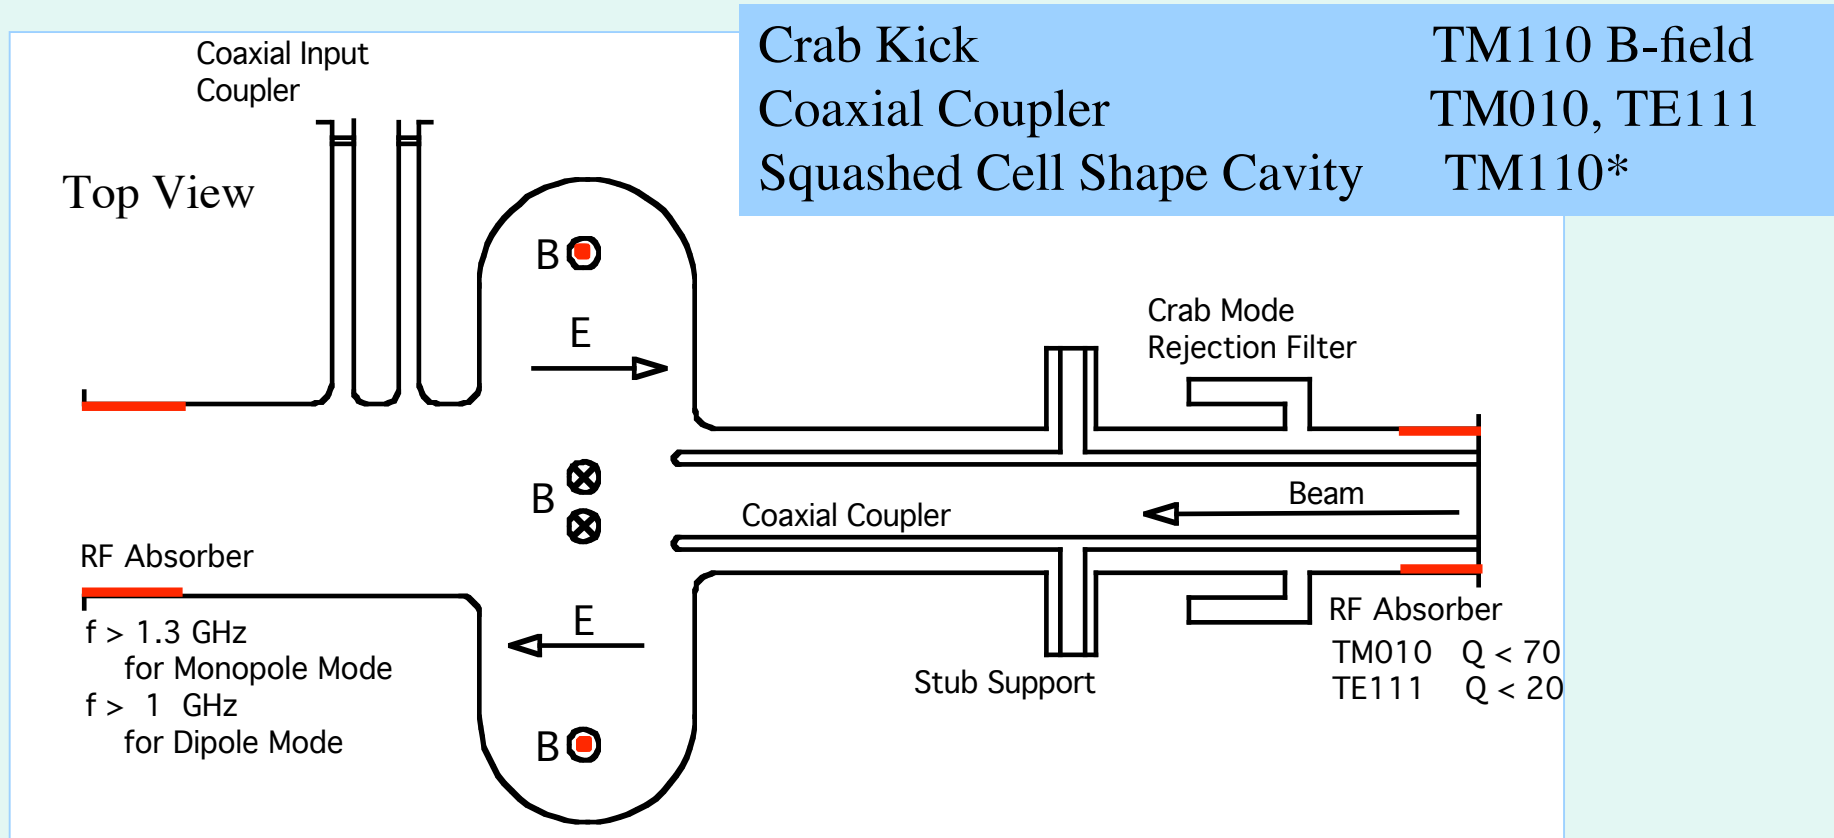 Crab Kick TM110 B-field
Coaxial Coupler TM010, TE111
Squashed Cell Shape Cavity TM110*
Coaxial Input
Coupler
Top View
B
E
Crab Mode
Rejection Filter
B
Coaxial Coupler
Beam
RF Absorber
f > 1.3 GHz
for Monopole Mode
f > 1 GHz
for Dipole Mode
E
B
Stub Support
RF Absorber
TM010 Q < 70
TE111 Q < 20